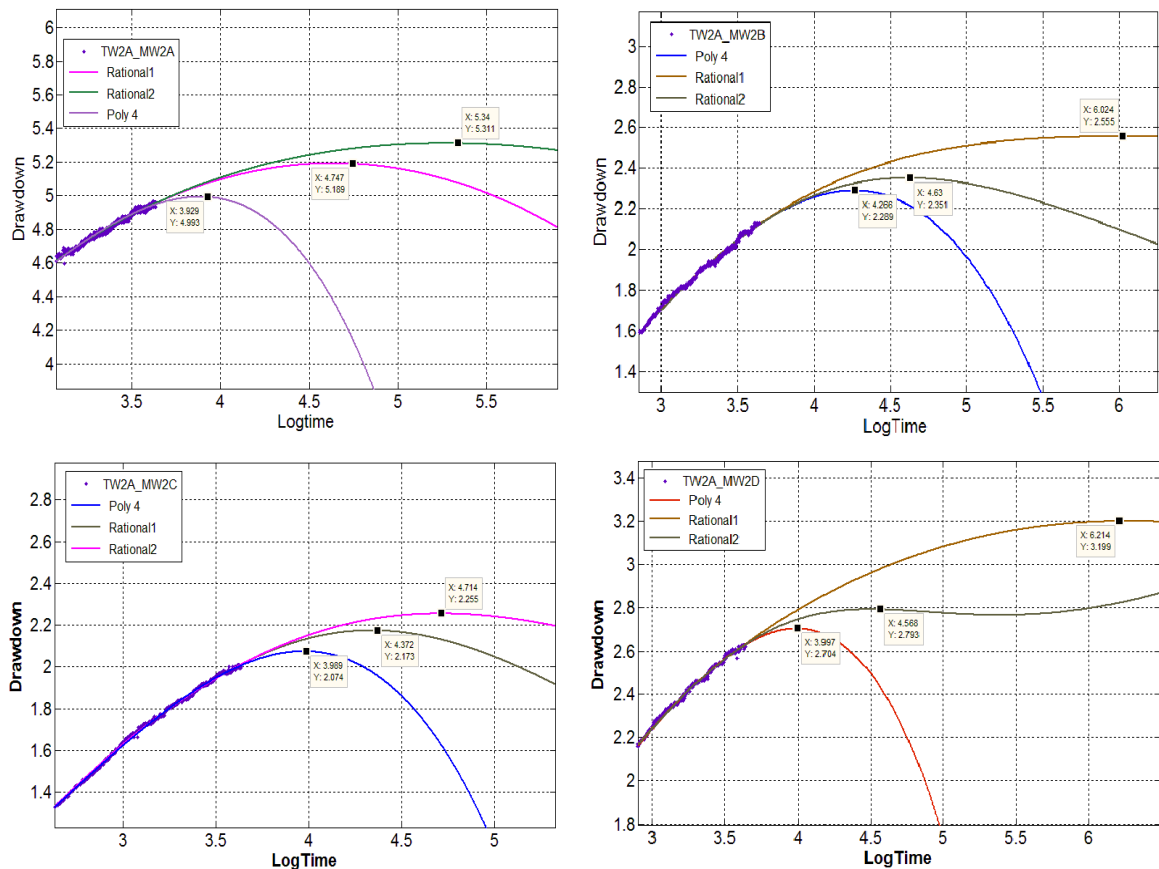 6
5.8
5.6
5.4
5.2
5
4.8
4.6
4.4
4.2
4
Drawdown
TW2A_MW2A
Rational1
Rational2
Poly 4
X: 5.34
Y: 5.311
X: 4.747
Y: 5.189
X: 3.929
Y: 4.993
3.5 4 4.5 5 5.5
Logtime
3
2.8
2.6
2.4
2.2
2
1.8
1.6
1.4
Drawdown
TW2A_MW2B
Poly 4
Rational1
Rational2
X: 6.024
Y: 2.555
X: 4.63
Y: 2.351
X: 4.266
Y: 2.289
3 3.5 4 4.5 5 5.5 6
LogTime
2.8
2.6
2.4
2.2
2
1.8
1.6
1.4
Drawdown
TW2A_MW2C
Poly 4
Rational1
Rational2
X: 4.714
Y: 2.255
X: 4.372
Y: 2.173
X: 3.989
Y: 2.074
3 3.5 4 4.5 5
LogTime
3.4
3.2
3
2.8
2.6
2.4
2.2
2
1.8
Drawdown
TW2A_MW2D
Poly 4
Rational1
Rational2
X: 6.214
Y: 3.199
X: 4.568
Y: 2.793
X: 3.997
Y: 2.704
3 3.5 4 4.5 5 5.5 6
LogTime